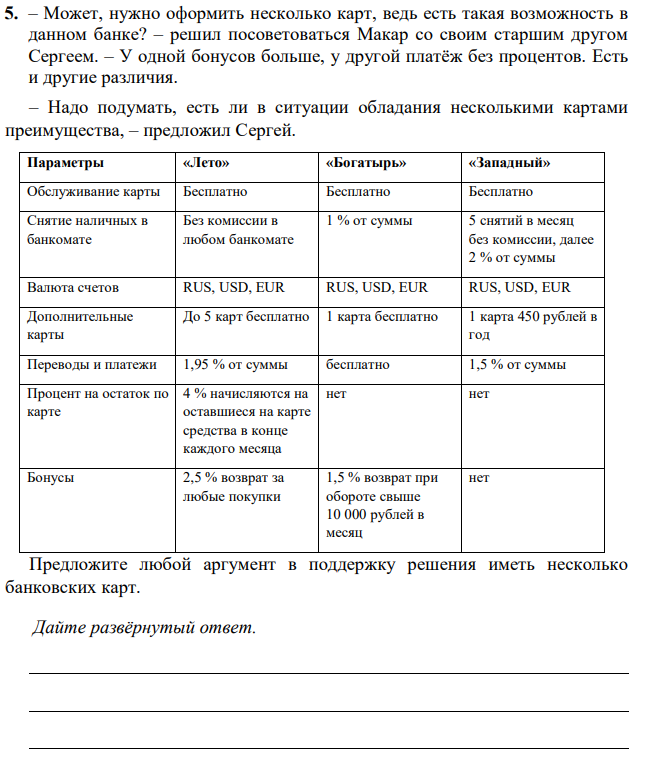 5. – Может, нужно оформить несколько карт, ведь есть такая возможность в
данном банке? – решил посоветоваться Макар со своим старшим другом
Сергеем. – У одной бонусов больше, у другой платёж без процентов. Есть
и другие различия.
– Надо подумать, есть ли в ситуации обладания несколькими картами
преимущества, – предложил Сергей.
Параметры «Лето» «Богатырь» «Западный»
Обслуживание карты Бесплатно Бесплатно Бесплатно
Снятие наличных в Без комиссии в 1 % от суммы 5 снятий в месяц
банкомате любом банкомате без комиссии, далее
2 % от суммы
Валюта счетов RUS, USD, EUR RUS, USD, EUR RUS, USD, EUR
Дополнительные До 5 карт бесплатно 1 карта бесплатно 1 карта 450 рублей в
карты год
Переводы и платежи 1,95 % от суммы бесплатно 1,5 % от суммы
Процент на остаток по 4 % начисляются на нет нет
карте оставшиеся на карте
средства в конце
каждого месяца
Бонусы 2,5 % возврат за 1,5 % возврат при нет
любые покупки обороте свыше
10 000 рублей в
месяц
Предложите любой аргумент в поддержку решения иметь несколько
банковских карт.
Дайте развёрнутый ответ.